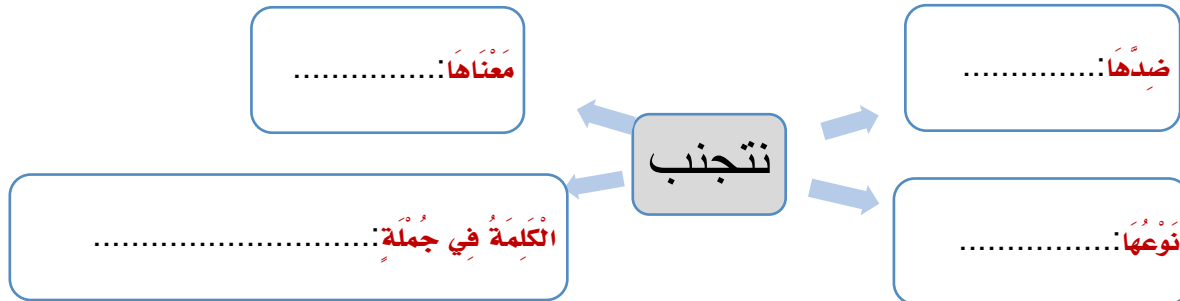 ضِدَّهَا:..............
مَعْنَاهَا:...............
نتجنب
نَوْعُهَا:................
الْكَلِمَةُ فِي جُمْلَةٍ:.............................